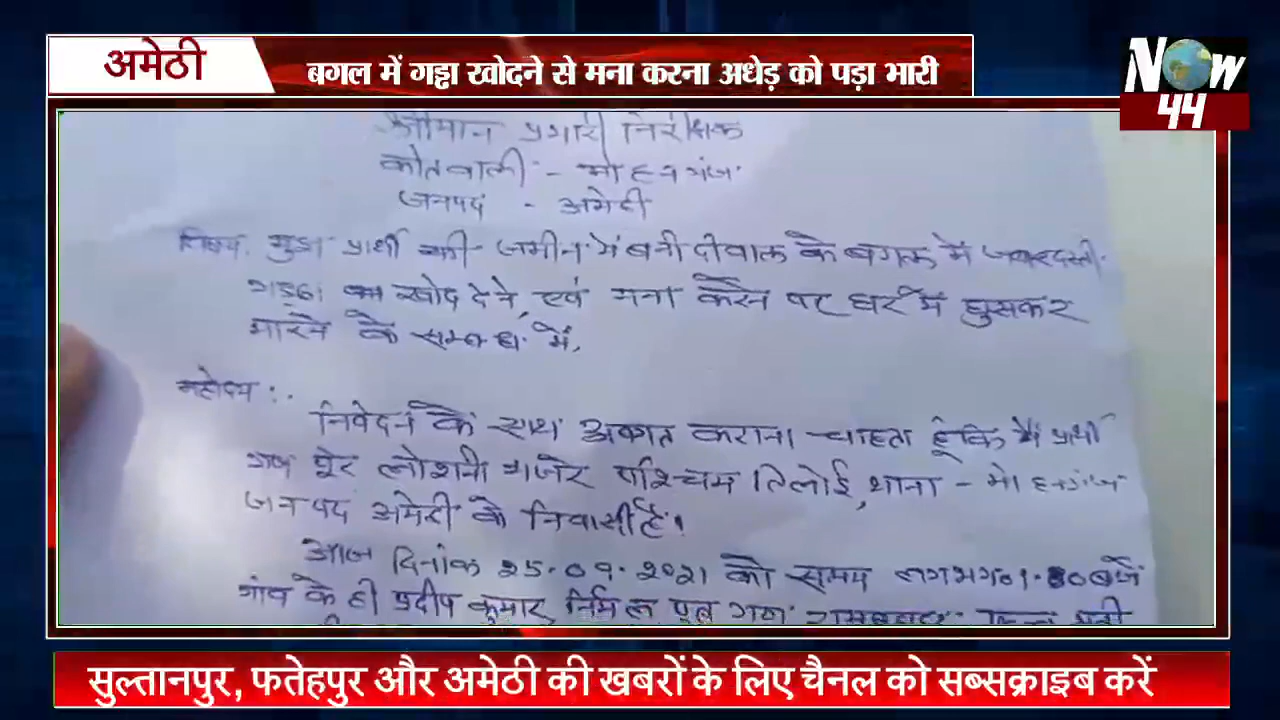 अमेठी
बगल में गड्ढा खोदने से मना करना अधेड़ को पड़ा भारी
NOW
44
श्रीमान प्रभारी निरीक्षक
कोतवाली - मोहनगंज
जनपद - अमेठी
विषय. मुझ प्रार्थी की जमीन में बनी दीवाल के बगल में जबरदस्ती
गड्ढा खोद देने, एवं मना करने पर घर में घुसकर
मारने के सम्बन्ध में,
महोदय :.
निवेदन के साथ अवगत कराना चाहता हूं कि मैं प्रार्थी
पश्चिम तिलोई, थाना - मोहनगंज
जनपद अमेठी के निवासी है।
आज दिनांक 25.09.2021 को समय लगभग बजे
गांव के ही प्रदीप कुमार, निर्मल पुत्र गण
सुल्तानपुर, फतेहपुर और अमेठी की खबरों के लिए चैनल को सब्सक्राइब करें